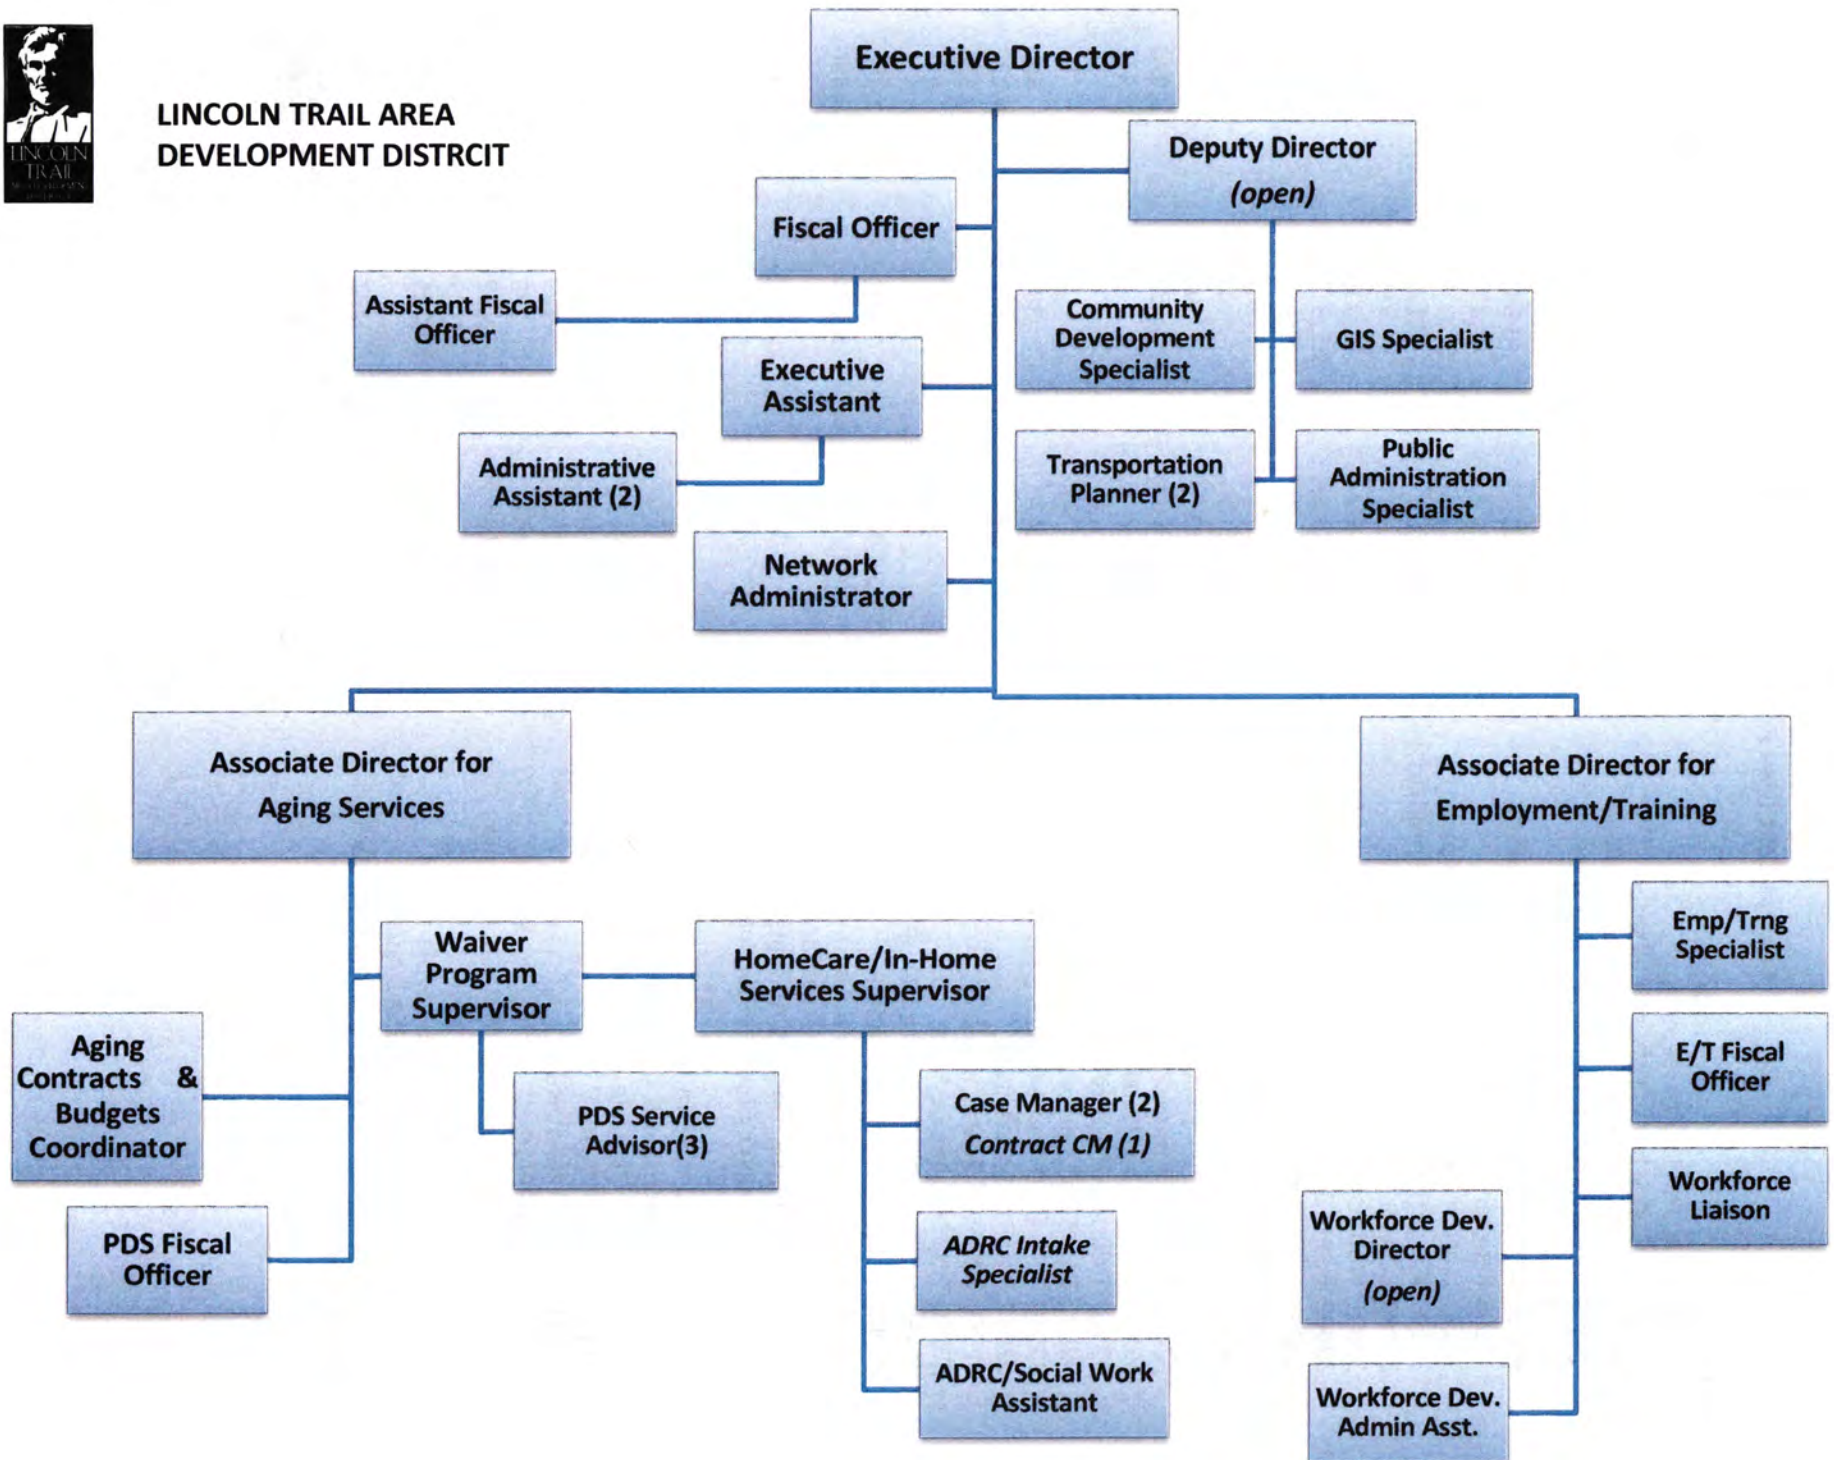 LINCOLN
TRAIL
LINCOLN TRAIL AREA
DEVELOPMENT DISTRCIT
Executive Director
Deputy Director
(open)
Fiscal Officer
Assistant Fiscal
Officer
Community
Development
Specialist
GIS Specialist
Executive
Assistant
Administrative
Assistant (2)
Transportation
Planner (2)
Public
Administration
Specialist
Network
Administrator
Associate Director for
Aging Services
Associate Director for
Employment/Training
Waiver
Program
Supervisor
HomeCare/In-Home
Services Supervisor
Emp/Trng
Specialist
Aging
Contracts &
Budgets
Coordinator
E/T Fiscal
Officer
PDS Service
Advisor(3)
Case Manager (2)
Contract CM (1)
Workforce
Liaison
PDS Fiscal
Officer
ADRC Intake
Specialist
Workforce Dev.
Director
(open)
ADRC/Social Work
Assistant
Workforce Dev.
Admin Asst.